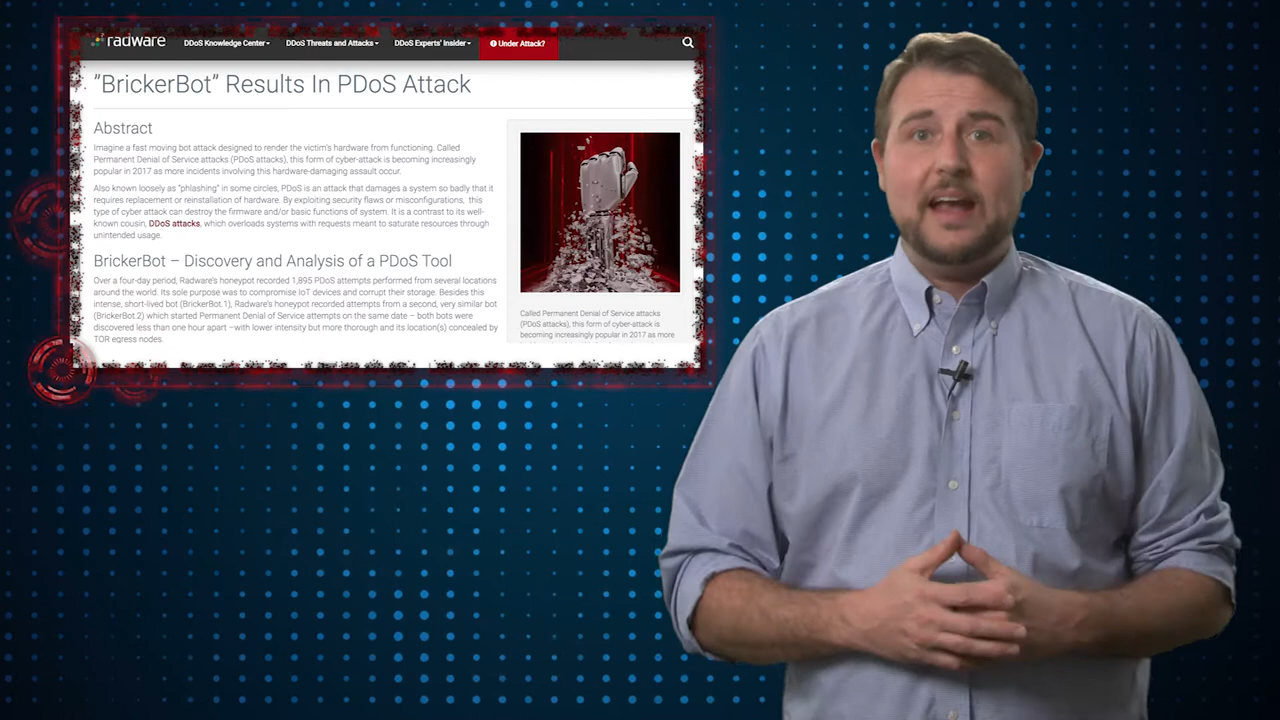 radware
DDoS Knowledge Center
DDoS Threats and Attacks
DDoS Experts' Insider
Under Attack?
"BrickerBot" Results In PDoS Attack
Abstract
Imagine a fast moving bot attack designed to render the victim's hardware from functioning. Called
Permanent Denial of Service attacks (PDoS attacks), this form of cyber-attack is becoming increasingly
popular in 2017 as more incidents involving this hardware-damaging assault occur.
Also known loosely as "phlashing" in some circles, PDoS is an attack that damages a system so badly that it
requires replacement or reinstallation of hardware. By exploiting security flaws or misconfigurations, this
type of cyber attack can destroy the firmware and/or basic functions of system. It is a contrast to its well-
known cousin, DDoS attacks, which overloads systems with requests meant to saturate resources through
unintended usage.
BrickerBot – Discovery and Analysis of a PDoS Tool
Over a four-day period, Radware's honeypot recorded 1,895 PDoS attempts performed from several locations
around the world. Its sole purpose was to compromise IoT devices and corrupt their storage. Besides this
intense, short-lived bot (BrickerBot.1), Radware's honeypot recorded attempts from a second, very similar bot
(BrickerBot.2) which started Permanent Denial of Service attempts on the same date – both bots were
discovered less than one hour apart –with lower intensity but more thorough and its location(s) concealed by
TOR egress nodes.
Called Permanent Denial of Service attacks
(PDoS attacks), this form of cyber-attack is
becoming increasingly popular in 2017 as more